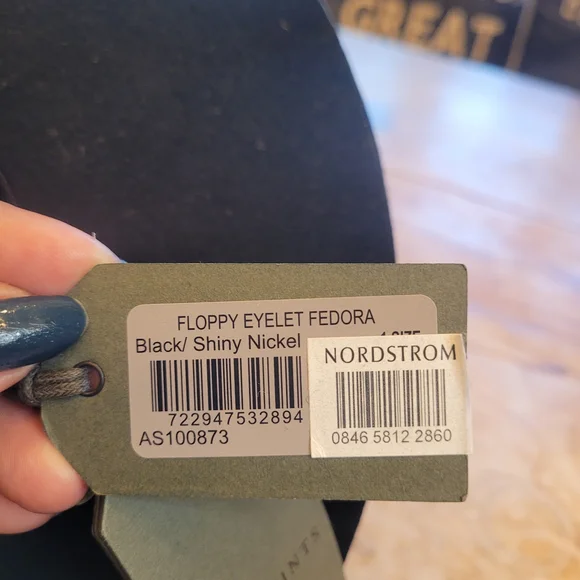 GREAT
FLOPPY EYELET FEDORA
Black/ Shiny Nickel
722947532894
AS100873
NORDSTROM
0846 5812 2860